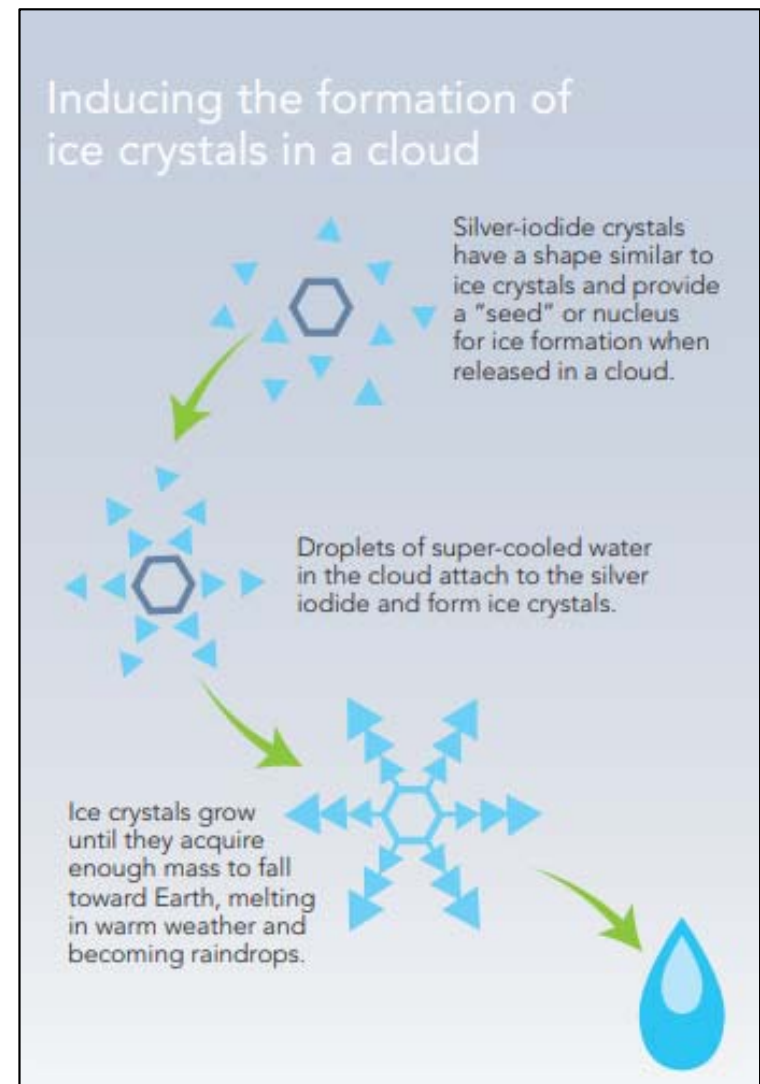 Inducing the formation of
ice crystals in a cloud
Silver-iodide crystals
have a shape similar to
ice crystals and provide
a “seed” or nucleus
for ice formation when
released in a cloud.
Droplets of super-cooled water
in the cloud attach to the silver
iodide and form ice crystals.
Ice crystals grow
until they acquire
enough mass to fall
toward Earth, melting
in warm weather and
becoming raindrops.